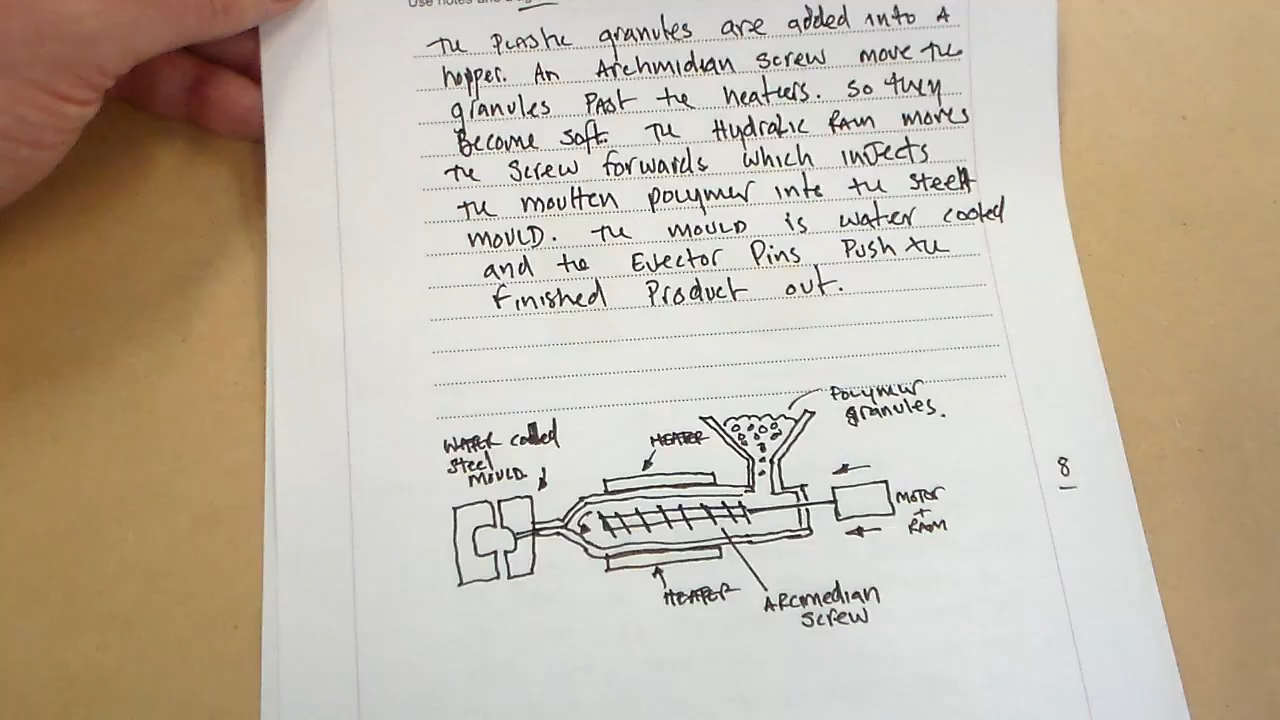 Use notes and
The Plastic granules are added into A
hopper. An Archmidian screw move the
granules Past the heaters. So they
Become soft. The Hydralic Ram moves
the Screw forwards which injects
the moulten polymer into the steel
mould. The mould is water cooled
and the Ejector Pins Push the
finished Product out.
Polymer
granules.
Water cooled
steel
mould
Heater
8
Motor
+
Ram
Heater
Arcmedian
screw